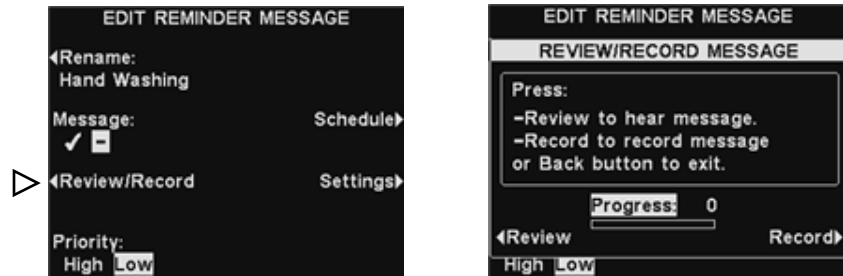 EDIT REMINDER MESSAGE
Rename:
Hand Washing
Message: Schedule
✓ -
Review/Record Settings
Priority:
High Low
EDIT REMINDER MESSAGE
REVIEW/RECORD MESSAGE
Press:
-Review to hear message.
-Record to record message
or Back button to exit.
Progress: 0
Review Record
High Low